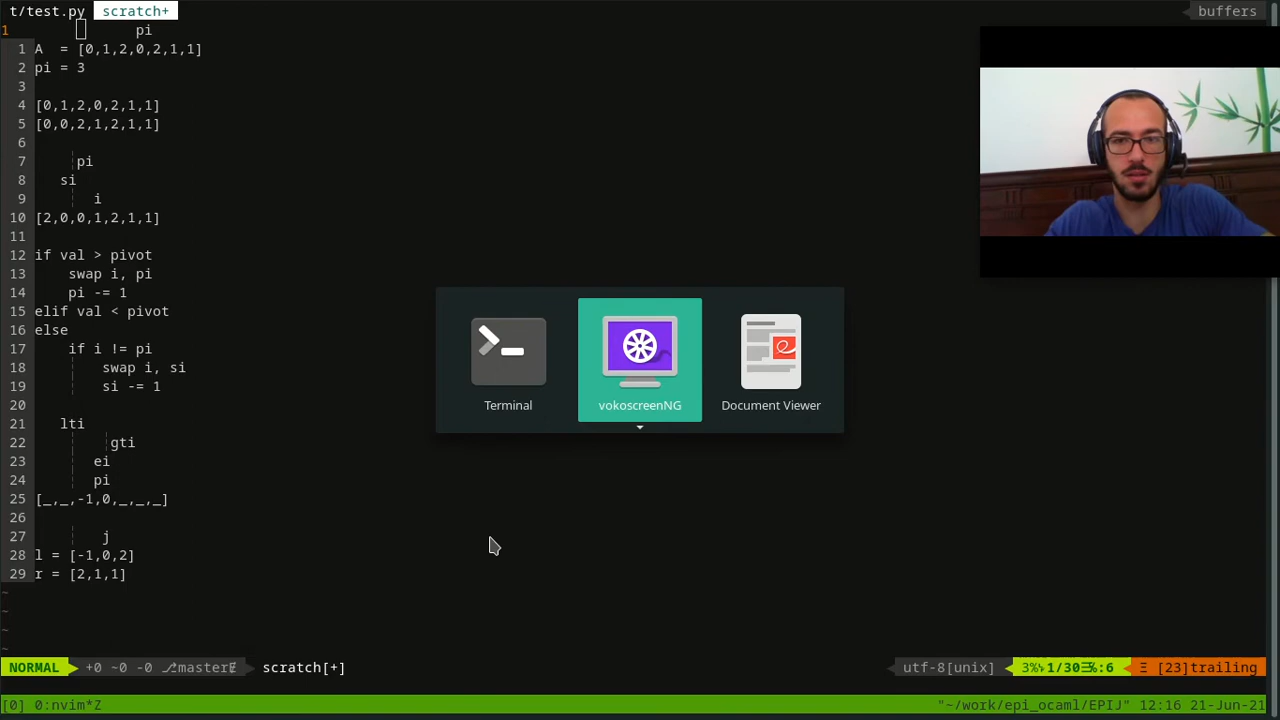 t/test.py scratch+ buffers
1 pi
1 A  = [0,1,2,0,2,1,1]
2 pi = 3
3
4 [0,1,2,0,2,1,1]
5 [0,0,2,1,2,1,1]
6
7 pi
8 si
9 i
10 [2,0,0,1,2,1,1]
11
12 if val > pivot
13 swap i, pi
14 pi -= 1
15 elif val < pivot
16 else
17 if i != pi
18 swap i, si
19 si -= 1
20
21 lti
22 gti
23 ei
24 pi
25 [_,_,-1,0,_,_,_]
26
27 j
28 l = [-1,0,2]
29 r = [2,1,1]
~
~
~
~
Terminal vokoscreenNG Document Viewer
NORMAL +0 ~0 -0 master scratch[+] utf-8[unix] 3% 1/30 :6 Ξ [23]trailing
[0] 0:nvim*Z "~/work/epi_ocaml/EPIJ" 12:16 21-Jun-21